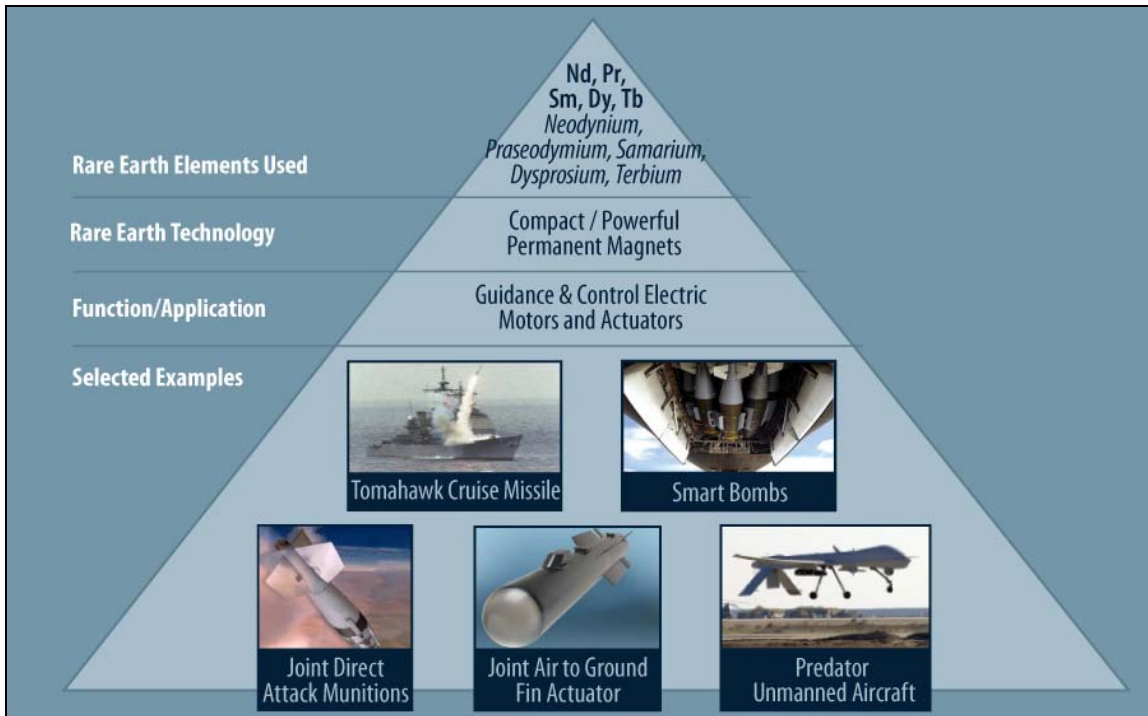 Nd, Pr,
Sm, Dy, Tb
Neodynium,
Praseodymium, Samarium,
Dysprosium, Terbium
Rare Earth Elements Used
Rare Earth Technology
Compact / Powerful
Permanent Magnets
Function/Application
Guidance & Control Electric
Motors and Actuators
Selected Examples
Tomahawk Cruise Missile
Smart Bombs
Joint Direct
Attack Munitions
Joint Air to Ground
Fin Actuator
Predator
Unmanned Aircraft